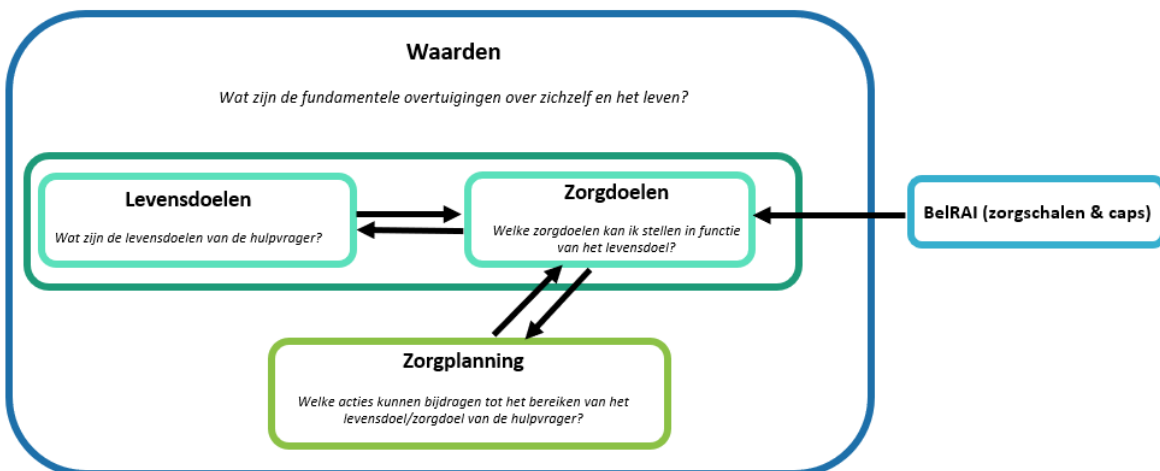 Waarden
Wat zijn de fundamentele overtuigingen over zichzelf en het leven?
Levensdoelen
Wat zijn de levensdoelen van de hulpvrager?
Zorgdoelen
Welke zorgdoelen kan ik stellen in functie
van het levensdoel?
BelRAI (zorgschalen & caps)
Zorgplanning
Welke acties kunnen bijdragen tot het bereiken van het
levensdoel/zorgdoel van de hulpvrager?